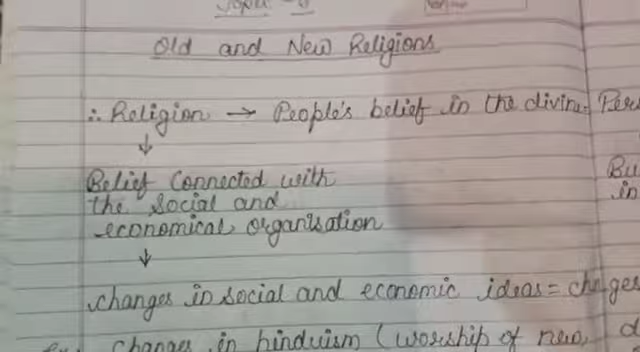 Old and New Religions
∴ Religion → People's belief in the divine.
↓
Belief Connected with
the social and
economical organisation
↓
changes in social and economic ideas = changes
changes in hinduism (worship of new